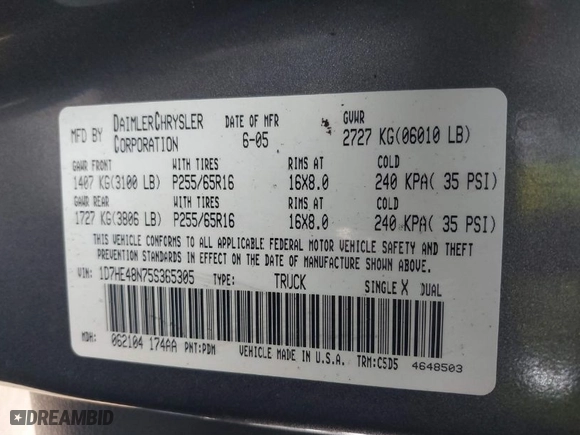 MFD BY DAIMLERCHRYSLER CORPORATION DATE OF MFR 6-05 GVWR 2727 KG(06010 LB)
GAWR FRONT WITH TIRES RIMS AT COLD
1407 KG(3100 LB) P255/65R16 16X8.0 240 KPA( 35 PSI)
GAWR REAR WITH TIRES RIMS AT COLD
1727 KG(3806 LB) P255/65R16 16X8.0 240 KPA( 35 PSI)
THIS VEHICLE CONFORMS TO ALL APPLICABLE FEDERAL MOTOR VEHICLE SAFETY AND THEFT
PREVENTION STANDARDS IN EFFECT ON THE DATE OF MANUFACTURE SHOWN ABOVE.
VIN: 1D7HE48N75S365305 TYPE: TRUCK SINGLE X DUAL
MDH: 062104 174AA PNT:PDM VEHICLE MADE IN U.S.A. TRM:C5D5 4648503
DREAMBID